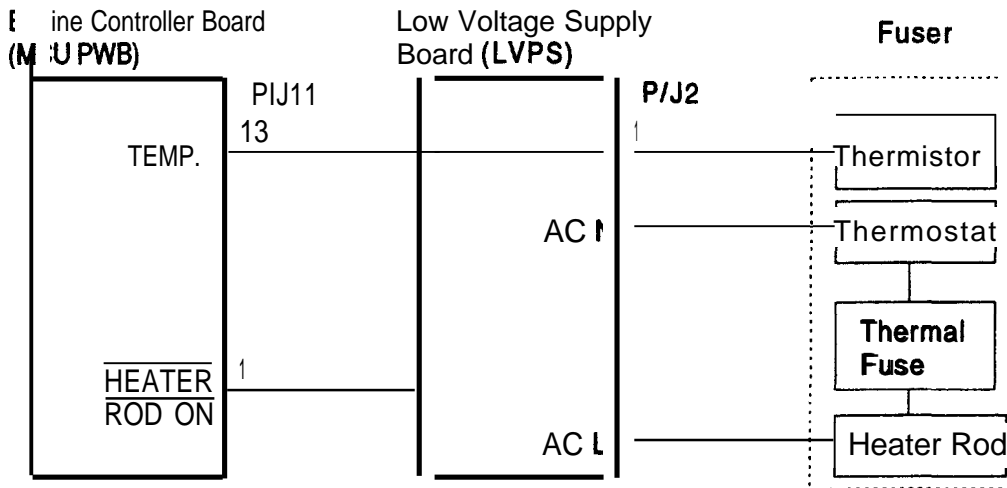 ine Controller Board
Low Voltage Supply
Fuser
(M U PWB)
Board (LVPS)
PIJ11
P/J2
13
1
TEMP.
Thermistor
AC N
Thermostat
Thermal
Fuse
1
HEATER
ROD ON
AC L
Heater Rod